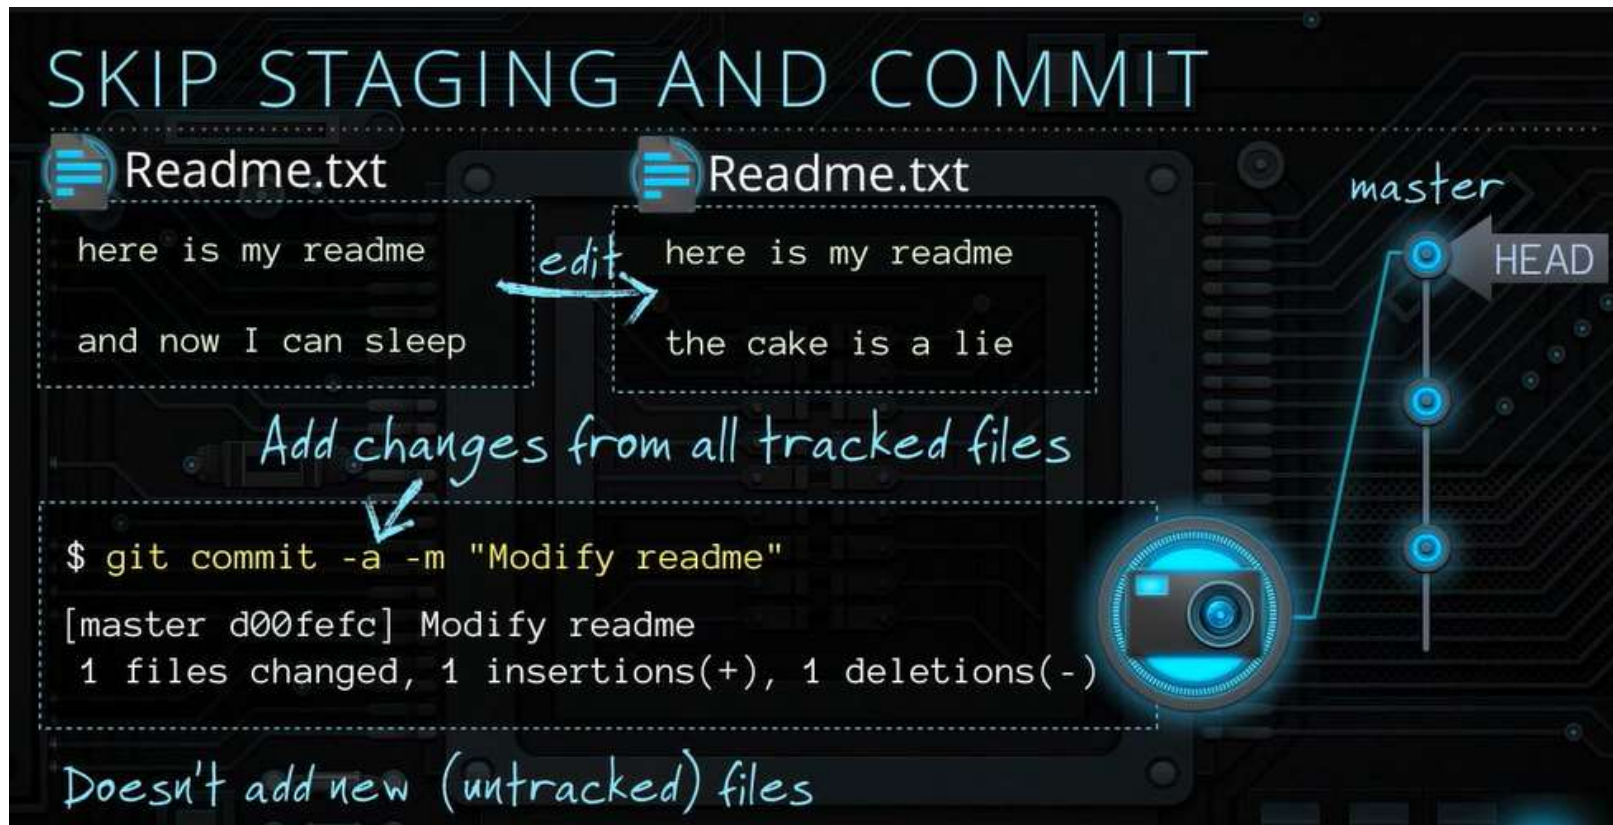 SKIP STAGING AND COMMIT
Readme.txt
here is my readme
and now I can sleep
edit
Readme.txt
here is my readme
the cake is a lie
master
HEAD
Add changes from all tracked files
$ git commit -a -m "Modify readme"
[master d00fefc] Modify readme
1 files changed, 1 insertions(+), 1 deletions(-)
Doesn't add new (untracked) files